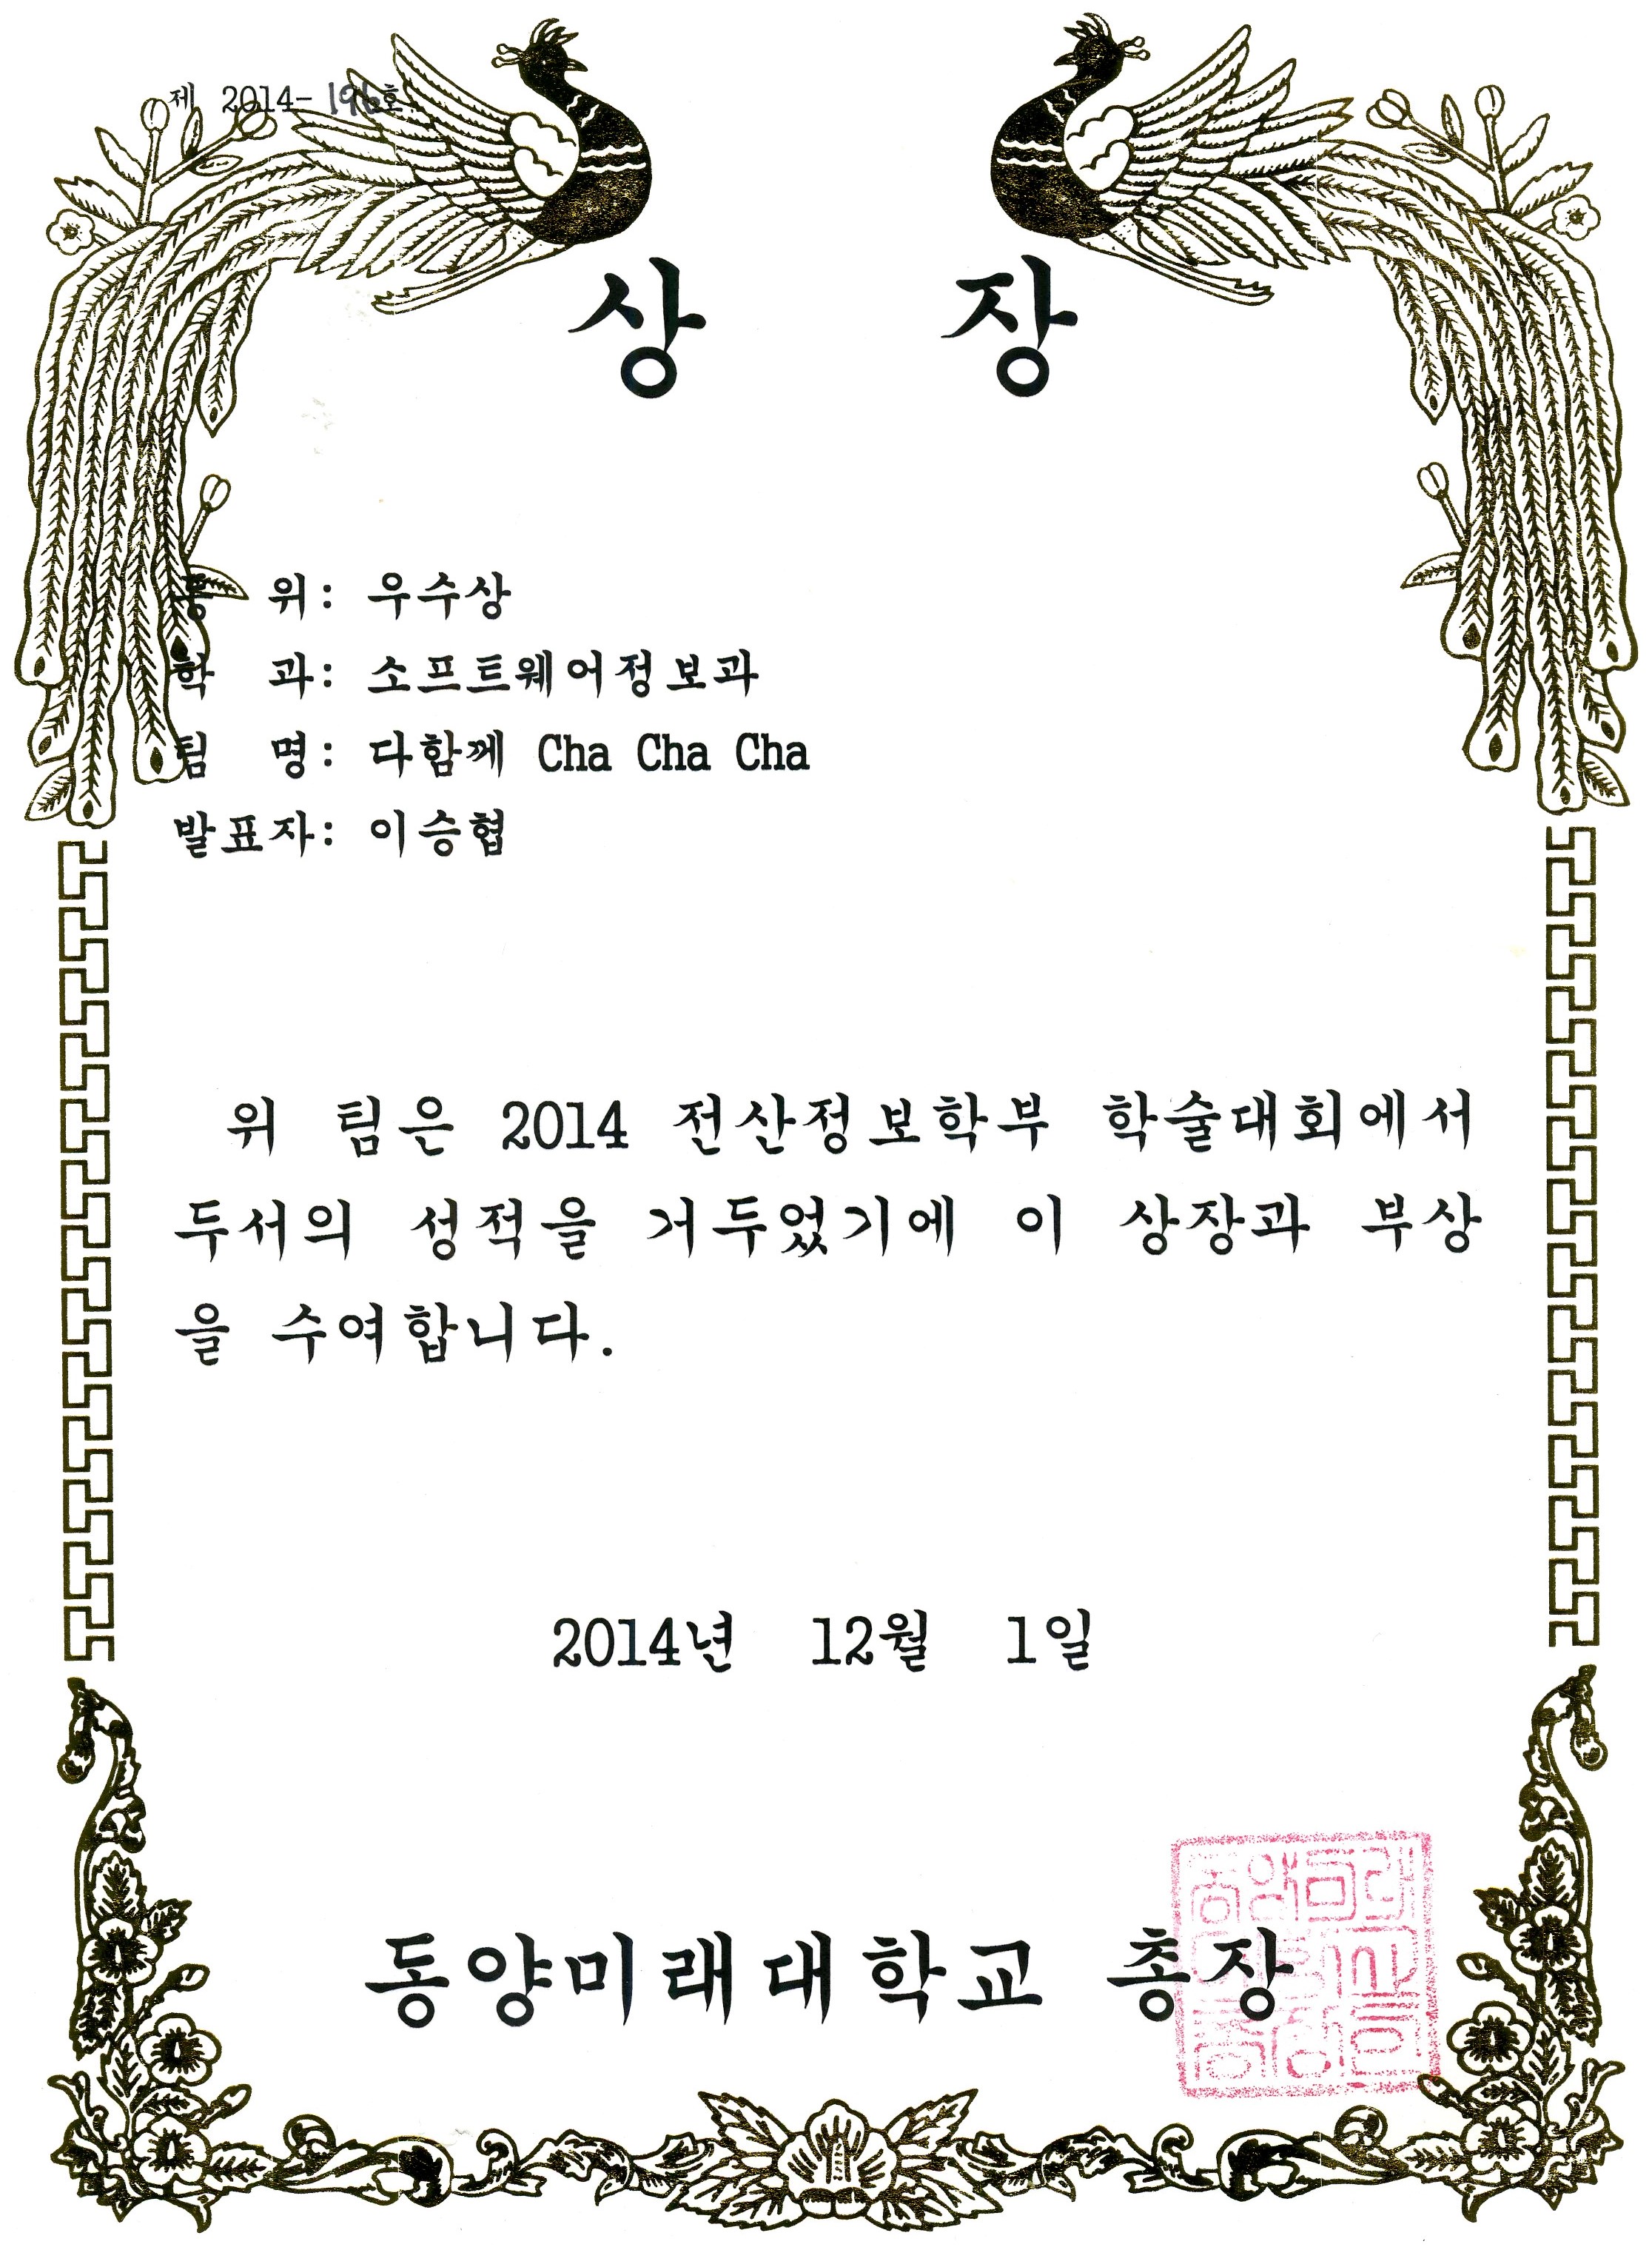 제 2014-196호
상 장
등 위: 우수상
학 과: 소프트웨어정보과
팀 명: 다함께 Cha Cha Cha
발표자: 이승협
위 팀은 2014 전산정보학부 학술대회에서
두서의 성적을 거두었기에 이 상장과 부상
을 수여합니다.
2014년 12월 1일
동양미래대학교 총장